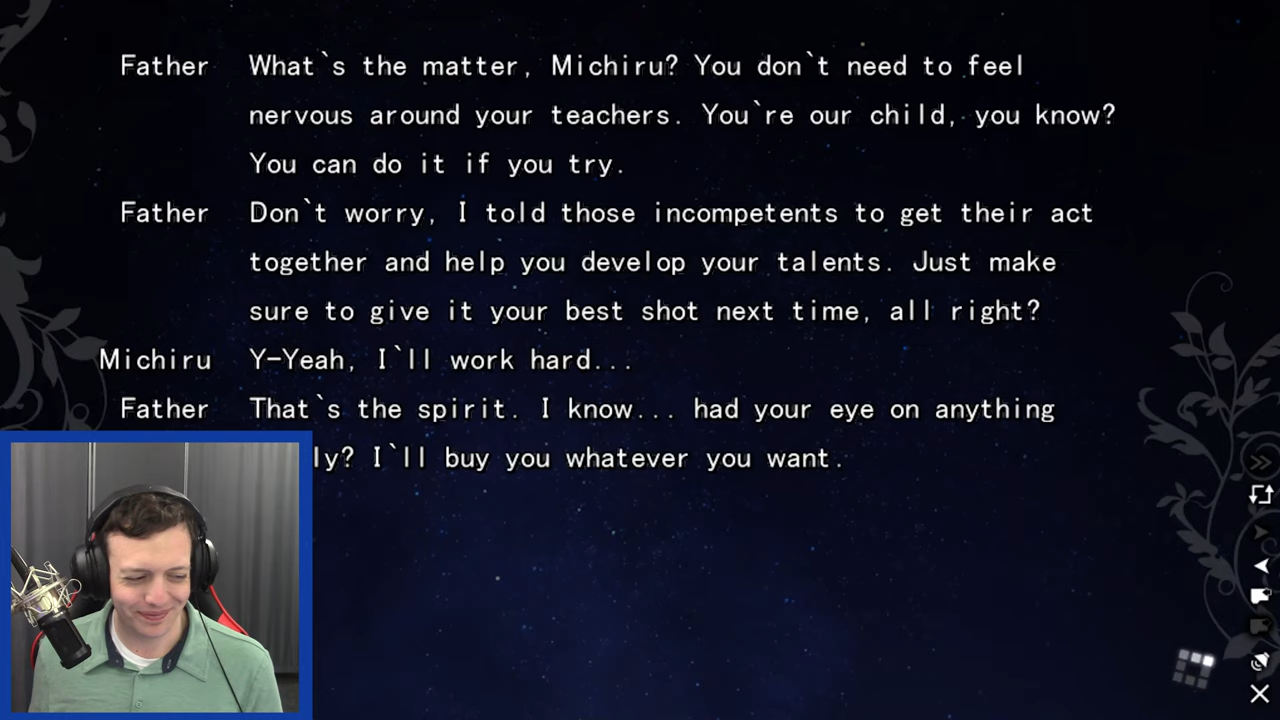 Father What`s the matter, Michiru? You don`t need to feel
nervous around your teachers. You`re our child, you know?
You can do it if you try.
Father Don`t worry, I told those incompetents to get their act
together and help you develop your talents. Just make
sure to give it your best shot next time, all right?
Michiru Y-Yeah, I`ll work hard...
Father That`s the spirit. I know... had your eye on anything
ly? I`ll buy you whatever you want.